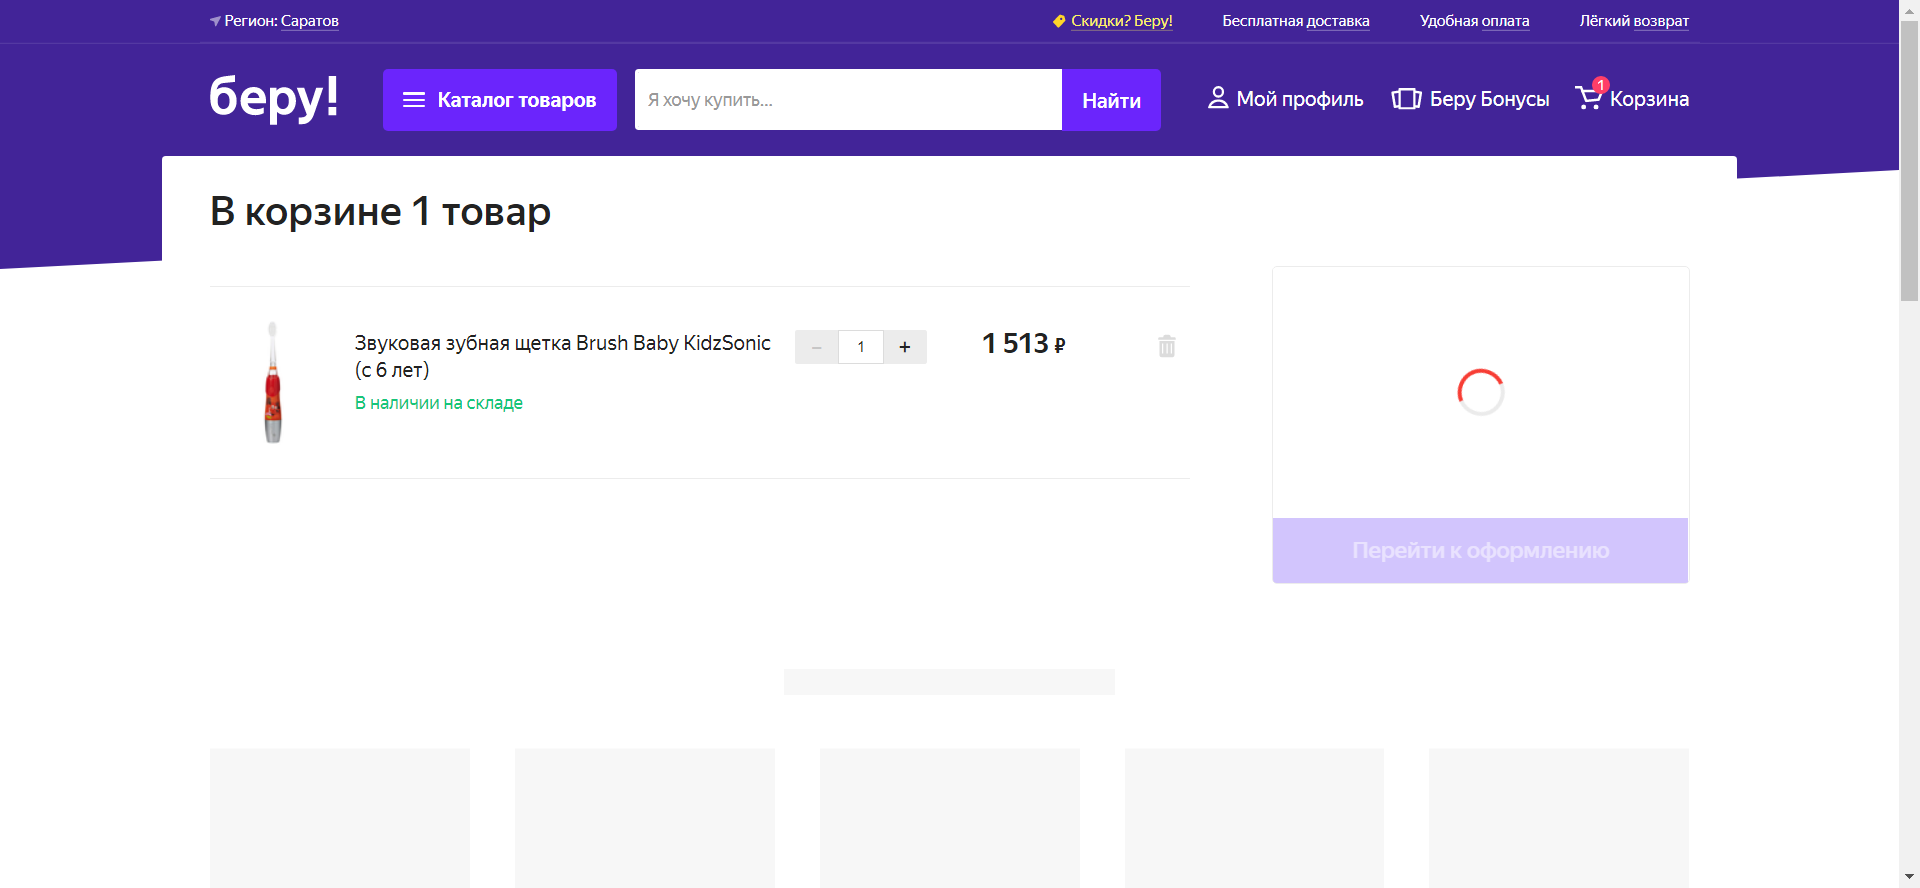 Регион: Саратов
Скидки? Беру!
Бесплатная доставка
Удобная оплата
Лёгкий возврат
беру!
Каталог товаров
Я хочу купить...
Найти
Мой профиль
Беру Бонусы
1
Корзина
В корзине 1 товар
Звуковая зубная щетка Brush Baby KidzSonic
(с 6 лет)
В наличии на складе
– 1 +
1 513 ₽
Перейти к оформлению